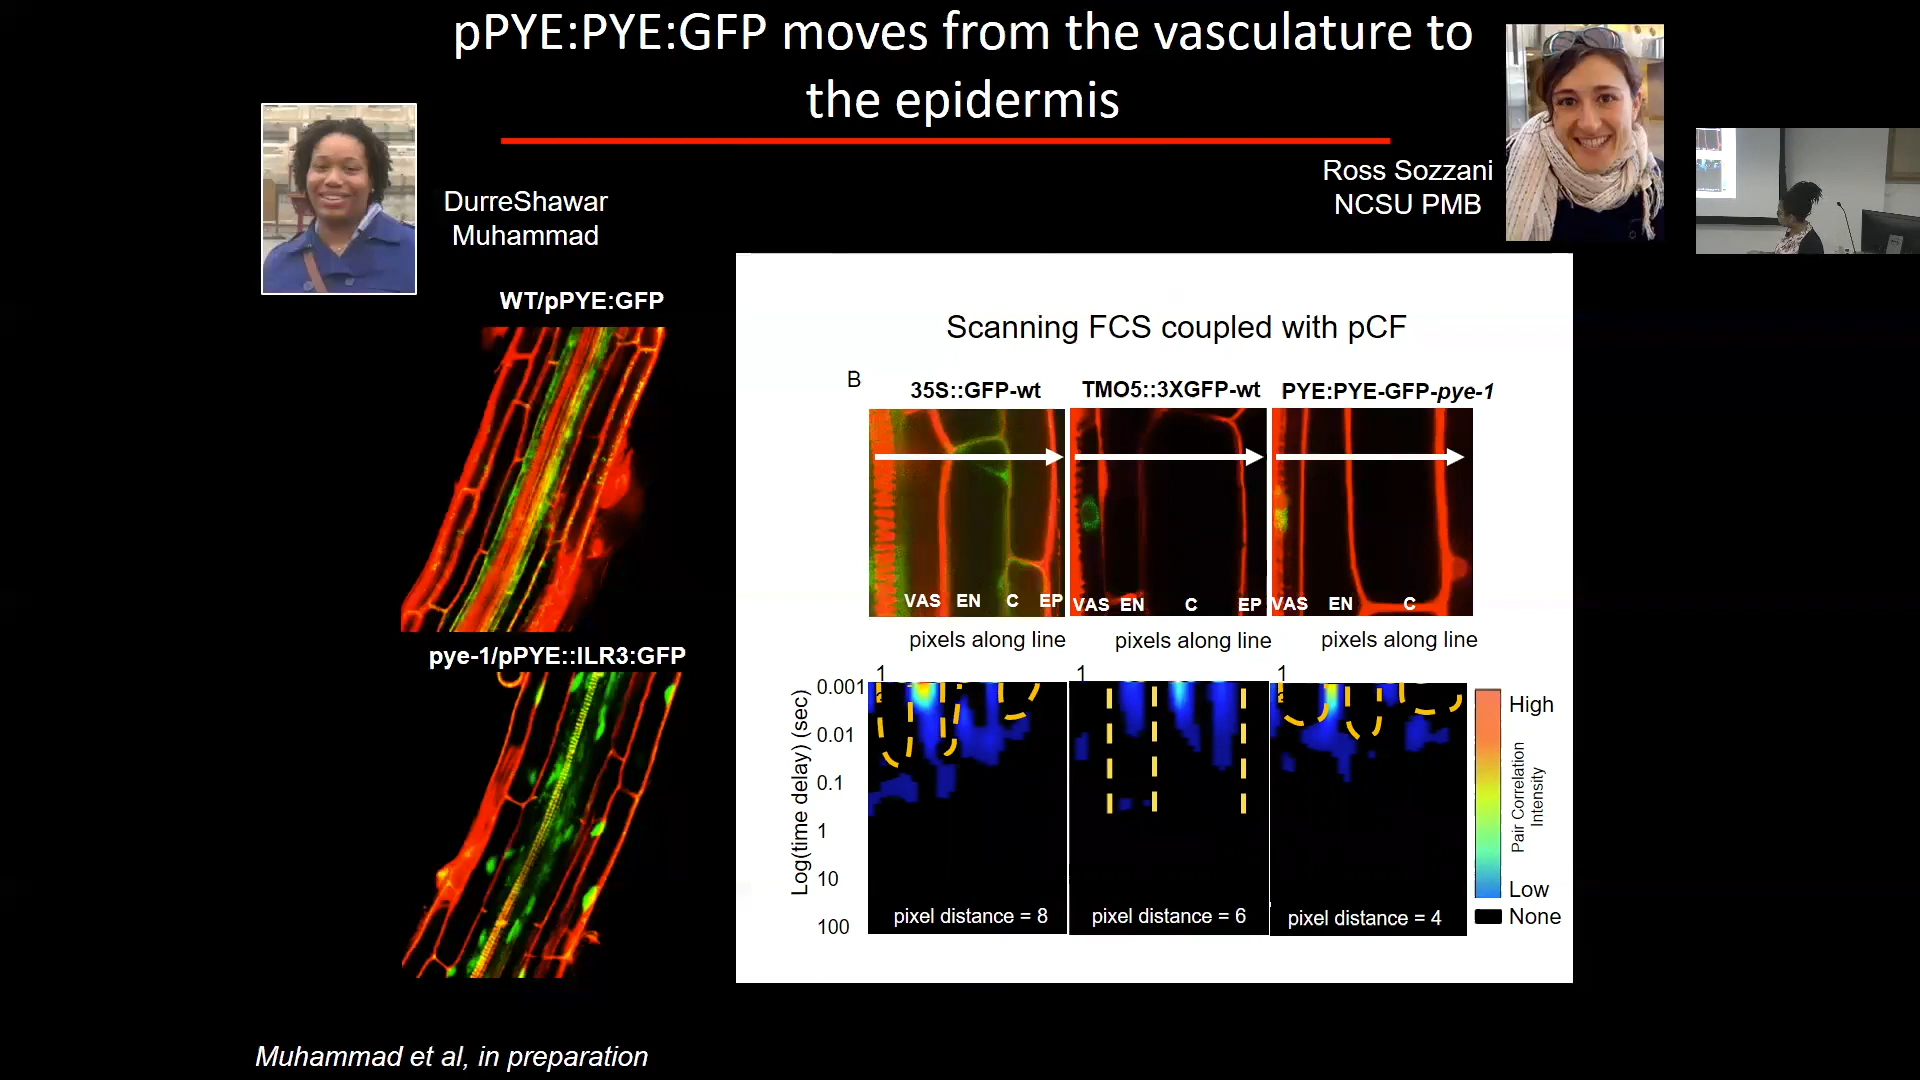 pPYE:PYE:GFP moves from the vasculature to
the epidermis
DurreShawar
Muhammad
Ross Sozzani
NCSU PMB
WT/pPYE:GFP
pye-1/pPYE::ILR3:GFP
Scanning FCS coupled with pCF
B
35S::GFP-wt
TMO5::3XGFP-wt
PYE:PYE-GFP-pye-1
VAS EN C EP
VAS EN C EP
VAS EN C
pixels along line
pixels along line
pixels along line
1
1
1
Log(time delay) (sec)
0.001
0.01
0.1
1
10
100
pixel distance = 8
pixel distance = 6
pixel distance = 4
High
Pair Correlation
Intensity
Low
None
Muhammad et al, in preparation